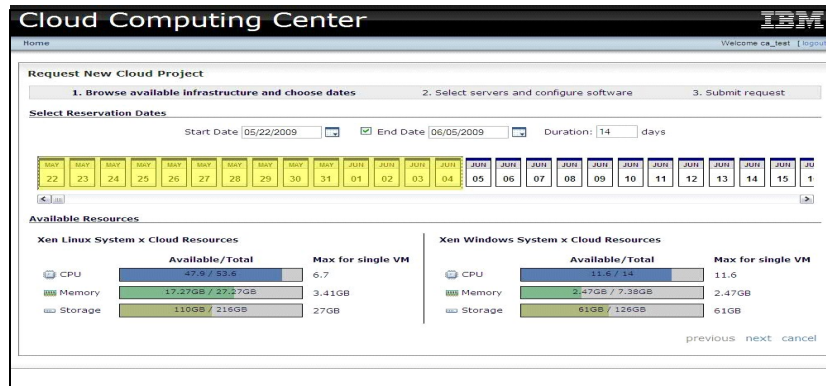 Cloud Computing Center
IBM
Home
Welcome ca_test [logout
Request New Cloud Project
1. Browse available infrastructure and choose dates 2. Select servers and configure software 3. Submit request
Select Reservation Dates
Start Date 05/22/2009 End Date 06/05/2009 Duration: 14 days
MAY MAY MAY MAY MAY MAY MAY MAY MAY MAY JUN JUN JUN JUN JUN JUN JUN JUN JUN JUN JUN JUN JUN JUN JUN
22 23 24 25 26 27 28 29 30 31 01 02 03 04 05 06 07 08 09 10 11 12 13 14 15
Available Resources
Xen Linux System x Cloud Resources
Available/Total Max for single VM
CPU 47.9 / 53.6 6.7
Memory 17.27GB / 27.27GB 3.41GB
Storage 110GB / 216GB 27GB
Xen Windows System x Cloud Resources
Available/Total Max for single VM
CPU 11.6 / 14 11.6
Memory 2.47GB / 7.38GB 2.47GB
Storage 61GB / 126GB 61GB
previous next cancel